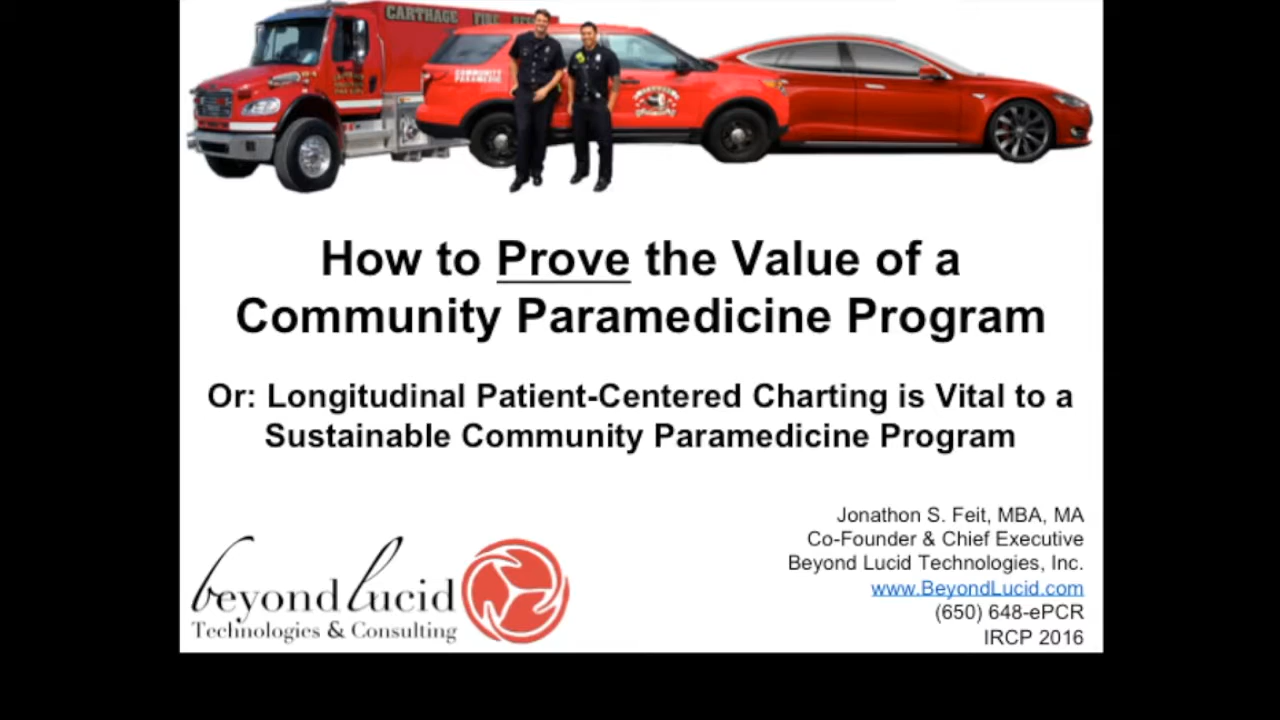 CARTHAGE FIRE
COMMUNITY
PARAMEDIC
How to Prove the Value of a
Community Paramedicine Program
Or: Longitudinal Patient-Centered Charting is Vital to a
Sustainable Community Paramedicine Program
beyond lucid
Technologies & Consulting
Jonathon S. Feit, MBA, MA
Co-Founder & Chief Executive
Beyond Lucid Technologies, Inc.
www.BeyondLucid.com
(650) 648-ePCR
IRCP 2016